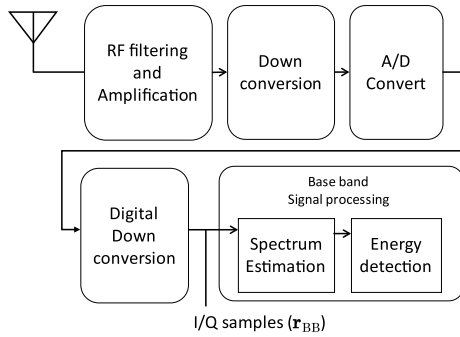 RF filtering
and
Amplification
Down
conversion
A/D
Convert
Digital
Down
conversion
Base band
Signal processing
Spectrum
Estimation
Energy
detection
I/Q samples (r_BB)